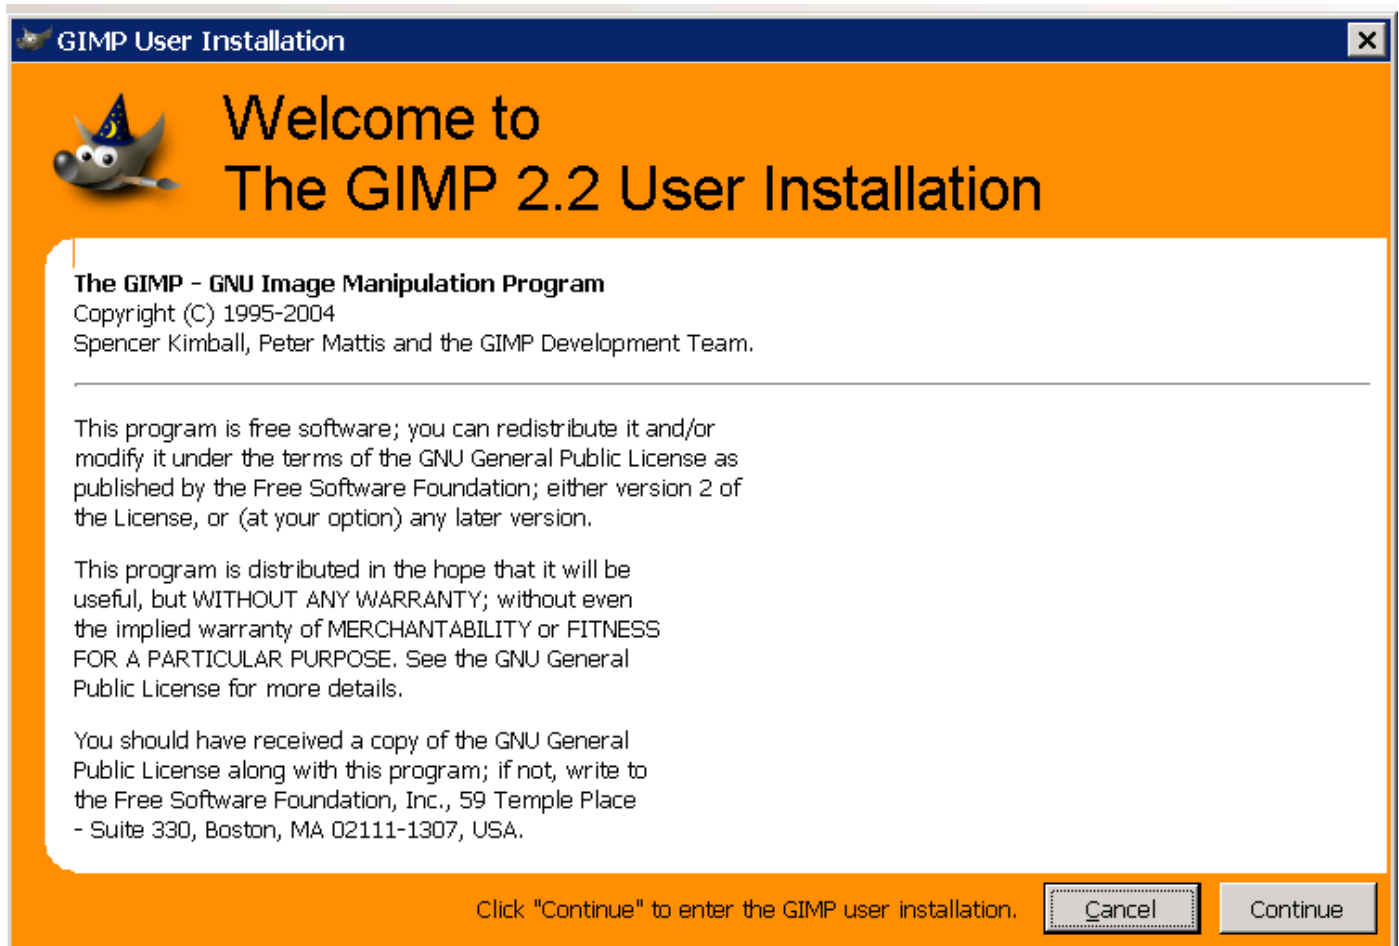 GIMP User Installation
Welcome to
The GIMP 2.2 User Installation
The GIMP - GNU Image Manipulation Program
Copyright (C) 1995-2004
Spencer Kimball, Peter Mattis and the GIMP Development Team.
This program is free software; you can redistribute it and/or
modify it under the terms of the GNU General Public License as
published by the Free Software Foundation; either version 2 of
the License, or (at your option) any later version.
This program is distributed in the hope that it will be
useful, but WITHOUT ANY WARRANTY; without even
the implied warranty of MERCHANTABILITY or FITNESS
FOR A PARTICULAR PURPOSE. See the GNU General
Public License for more details.
You should have received a copy of the GNU General
Public License along with this program; if not, write to
the Free Software Foundation, Inc., 59 Temple Place
- Suite 330, Boston, MA 02111-1307, USA.
Click "Continue" to enter the GIMP user installation. Cancel Continue